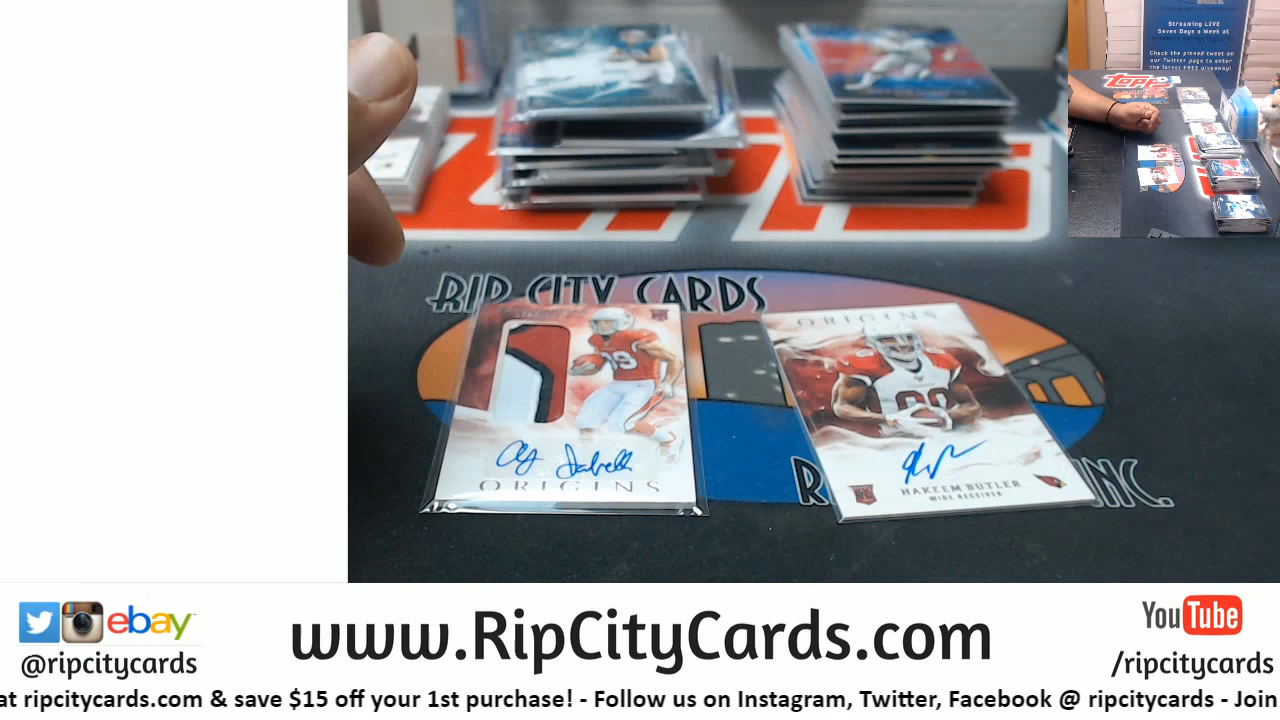 Streaming LIVE
Seven Days a Week at
Check the pinned tweet on
our Twitter page to enter
the latest FREE giveaway!
Topps
RIP CITY CARDS
ORIGINS
89
HAKEEM BUTLER
WIDE RECEIVER
ORIGINS
INC.
ebay
@ripcitycards
www.RipCityCards.com
YouTube
/ripcitycards
at ripcitycards.com & save $15 off your 1st purchase! - Follow us on Instagram, Twitter, Facebook @ ripcitycards - Join